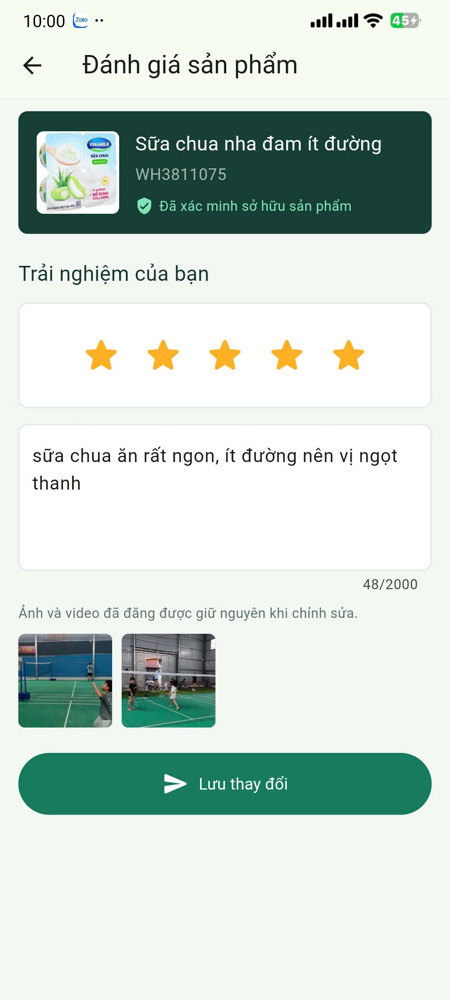 10:00 Zalo
45
Đánh giá sản phẩm
VINAMILK
SỮA CHUA
Nha Đam
ÍT ĐƯỜNG
BỔ SUNG
COLLAGEN
Sữa chua nha đam ít đường
WH3811075
Đã xác minh sở hữu sản phẩm
Trải nghiệm của bạn
sữa chua ăn rất ngon, ít đường nên vị ngọt
thanh
48/2000
Ảnh và video đã đăng được giữ nguyên khi chỉnh sửa.
TỔ QUỐC
Lưu thay đổi